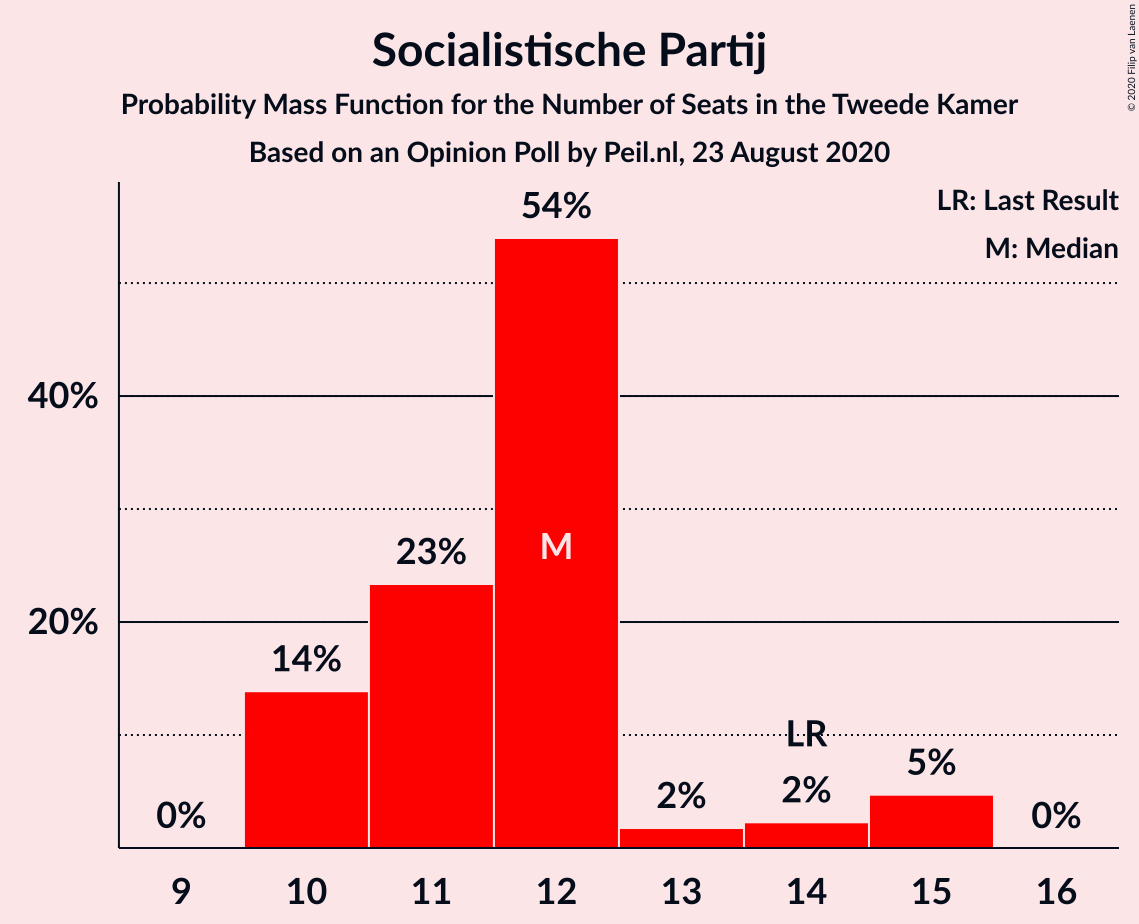 Socialistische Partij
Probability Mass Function for the Number of Seats in the Tweede Kamer
Based on an Opinion Poll by Peil.nl, 23 August 2020
© 2020 Filip van Laenen
LR: Last Result
M: Median
54%
40%
M
23%
20%
14%
LR
5%
2%
2%
0%
0%
9 10 11 12 13 14 15 16